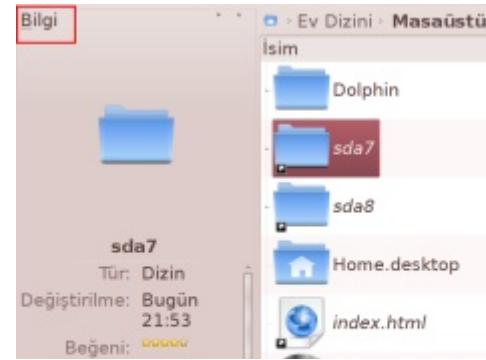 Bilgi
sda7
Tür: Dizin
Değiştirilme: Bugün
21:53
Beğeni:
Ev Dizini › Masaüstü
İsim
Dolphin
sda7
sda8
Home.desktop
index.html